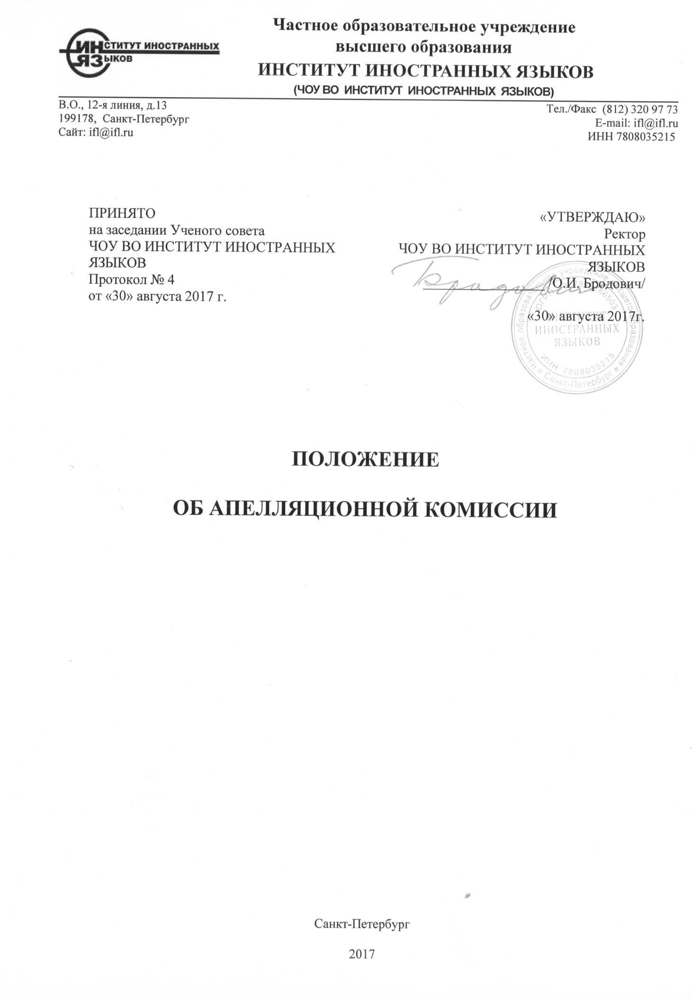 ИНСТИТУТ ИНОСТРАННЫХ
ЯЗЫКОВ
Частное образовательное учреждение
высшего образования
ИНСТИТУТ ИНОСТРАННЫХ ЯЗЫКОВ
(ЧОУ ВО ИНСТИТУТ ИНОСТРАННЫХ ЯЗЫКОВ)
В.О., 12-я линия, д.13
199178, Санкт-Петербург
Сайт: ifl@ifl.ru
Тел./Факс (812) 320 97 73
E-mail: ifl@ifl.ru
ИНН 7808035215
ПРИНЯТО
на заседании Ученого совета
ЧОУ ВО ИНСТИТУТ ИНОСТРАННЫХ
ЯЗЫКОВ
Протокол № 4
от «30» августа 2017 г.
«УТВЕРЖДАЮ»
Ректор
ЧОУ ВО ИНСТИТУТ ИНОСТРАННЫХ
ЯЗЫКОВ
Бродович /О.И. Бродович/
«30» августа 2017г.
Частное образовательное учреждение высшего образования
* Санкт-Петербург *
ОГРН
ИНСТИТУТ
ИНОСТРАННЫХ
ЯЗЫКОВ
ИНН 7808035215
ПОЛОЖЕНИЕ
ОБ АПЕЛЛЯЦИОННОЙ КОМИССИИ
Санкт-Петербург
2017